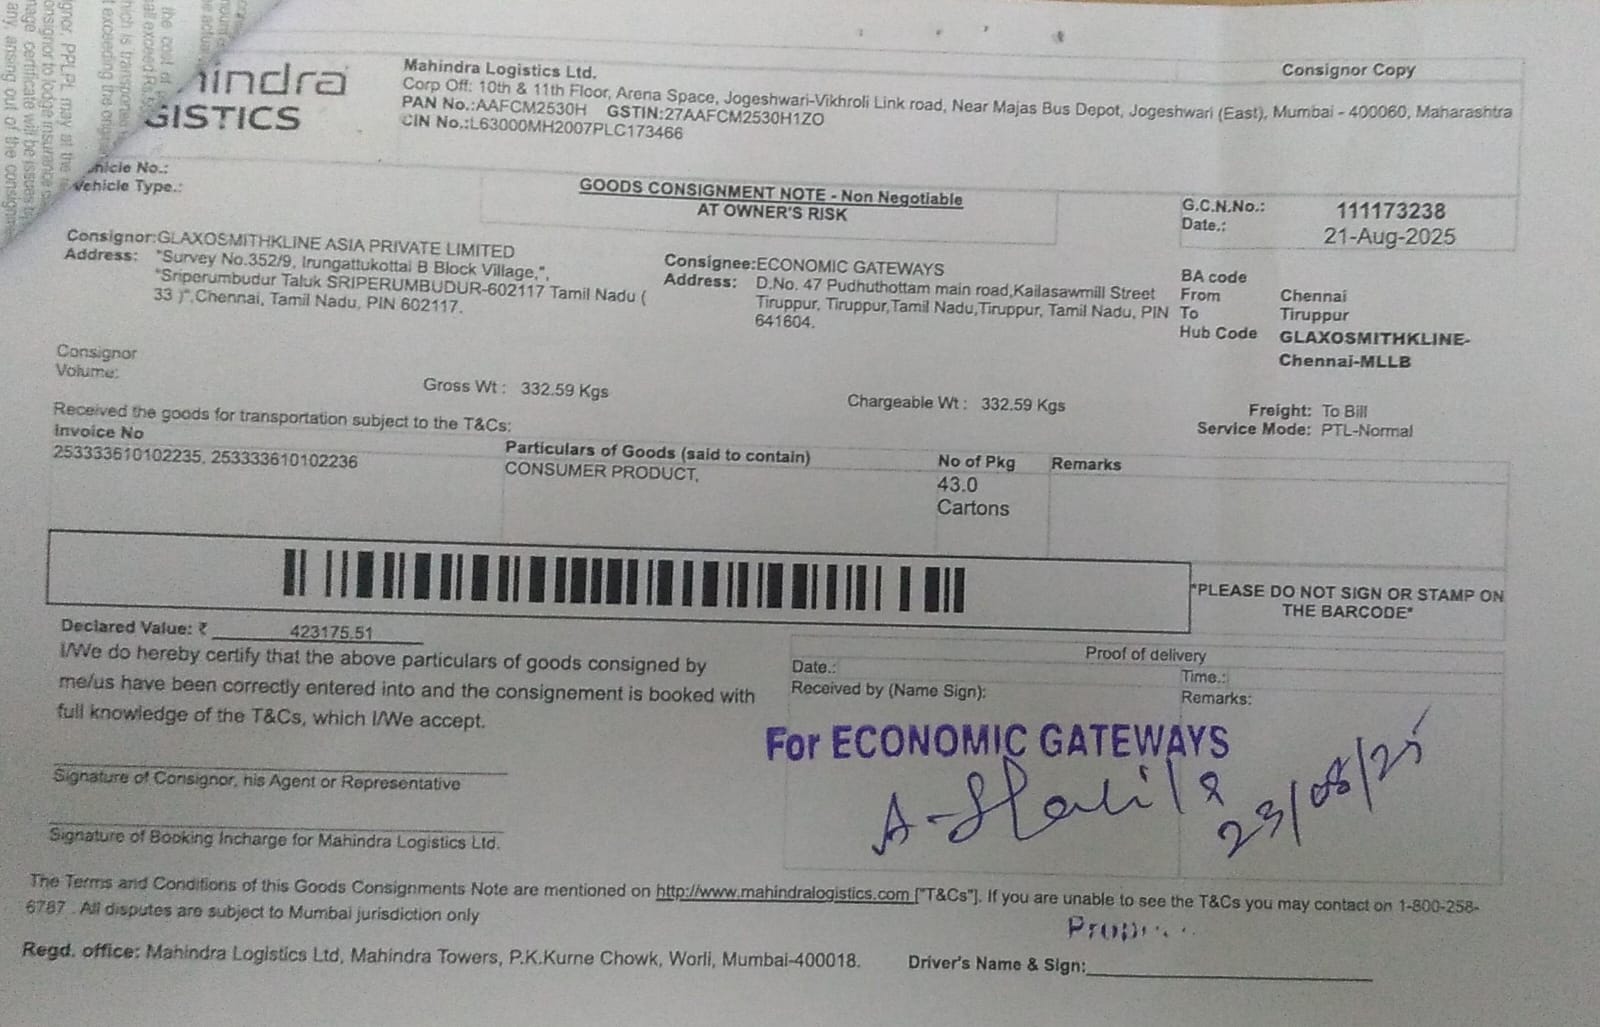 Mahindra Logistics Ltd.
Consignor Copy
Corp Off: 10th & 11th Floor, Arena Space, Jogeshwari-Vikhroli Link road, Near Majas Bus Depot, Jogeshwari (East), Mumbai - 400060, Maharashtra
PAN No.:AAFCM2530H GSTIN:27AAFCM2530H1ZO
CIN No.:L63000MH2007PLC173466
hindra
GISTICS
hicle No.:
Vehicle Type.:
GOODS CONSIGNMENT NOTE - Non Negotiable
AT OWNER'S RISK
G.C.N.No.: 111173238
Date.: 21-Aug-2025
Consignor:GLAXOSMITHKLINE ASIA PRIVATE LIMITED
Address: "Survey No.352/9, Irungattukottai B Block Village,",
"Sriperumbudur Taluk SRIPERUMBUDUR-602117 Tamil Nadu (
33 )",Chennai, Tamil Nadu, PIN 602117.
Consignee:ECONOMIC GATEWAYS
Address: D.No. 47 Pudhuthottam main road,Kailasawmill Street
Tiruppur, Tiruppur,Tamil Nadu,Tiruppur, Tamil Nadu, PIN
641604.
BA code
From Chennai
To Tiruppur
Hub Code GLAXOSMITHKLINE-
Chennai-MLLB
Consignor
Volume:
Gross Wt : 332.59 Kgs
Chargeable Wt : 332.59 Kgs
Freight: To Bill
Service Mode: PTL-Normal
Received the goods for transportation subject to the T&Cs:
Invoice No
253333610102235, 253333610102236
Particulars of Goods (said to contain)
CONSUMER PRODUCT,
No of Pkg
43.0
Cartons
Remarks
*PLEASE DO NOT SIGN OR STAMP ON
THE BARCODE*
Declared Value: ₹ 423175.51
I/We do hereby certify that the above particulars of goods consigned by
me/us have been correctly entered into and the consignement is booked with
full knowledge of the T&Cs, which I/We accept.
Proof of delivery
Date.:
Time.:
Received by (Name Sign):
Remarks:
For ECONOMIC GATEWAYS
23/08/25
Signature of Consignor, his Agent or Representative
Signature of Booking Incharge for Mahindra Logistics Ltd.
The Terms and Conditions of this Goods Consignments Note are mentioned on http://www.mahindralogistics.com ["T&Cs"]. If you are unable to see the T&Cs you may contact on 1-800-258-
6787 . All disputes are subject to Mumbai jurisdiction only
Regd. office: Mahindra Logistics Ltd, Mahindra Towers, P.K.Kurne Chowk, Worli, Mumbai-400018.
Driver's Name & Sign: